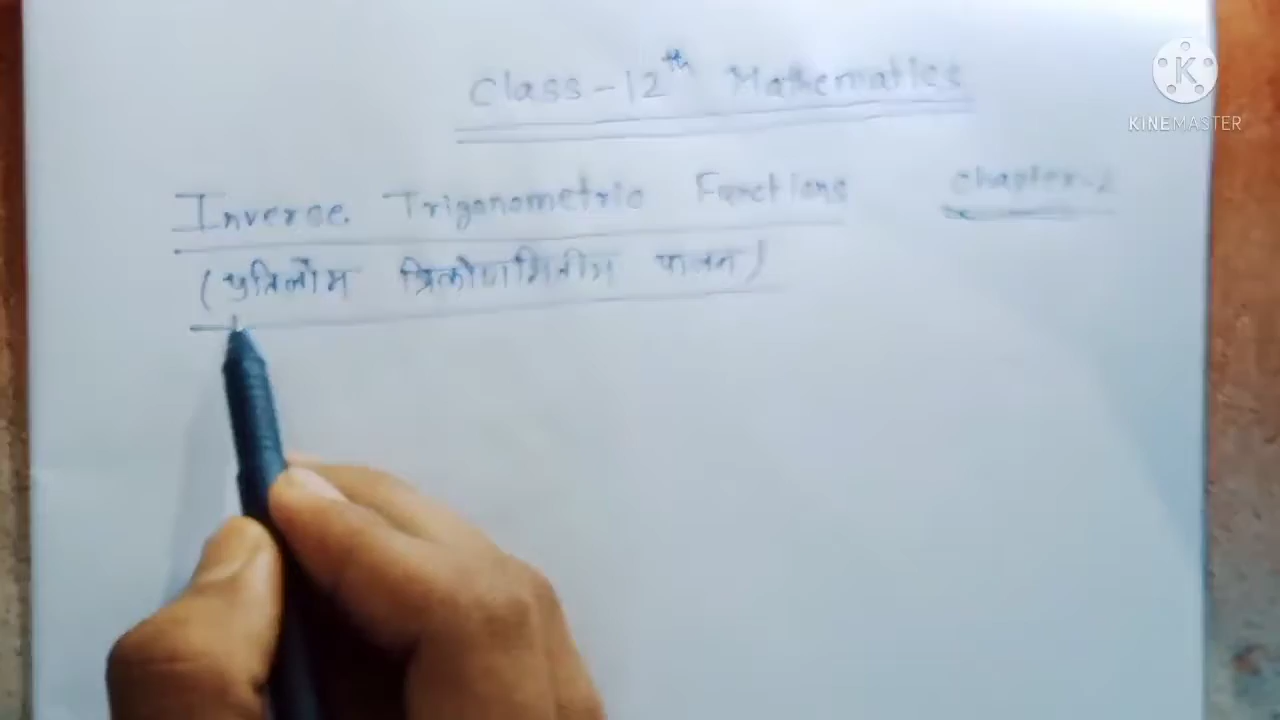 Class-12th Mathematics
Inverse Trigonometric Functions Chapter-2
(प्रतिलोम त्रिकोणमितीय फलन)
KINEMASTER